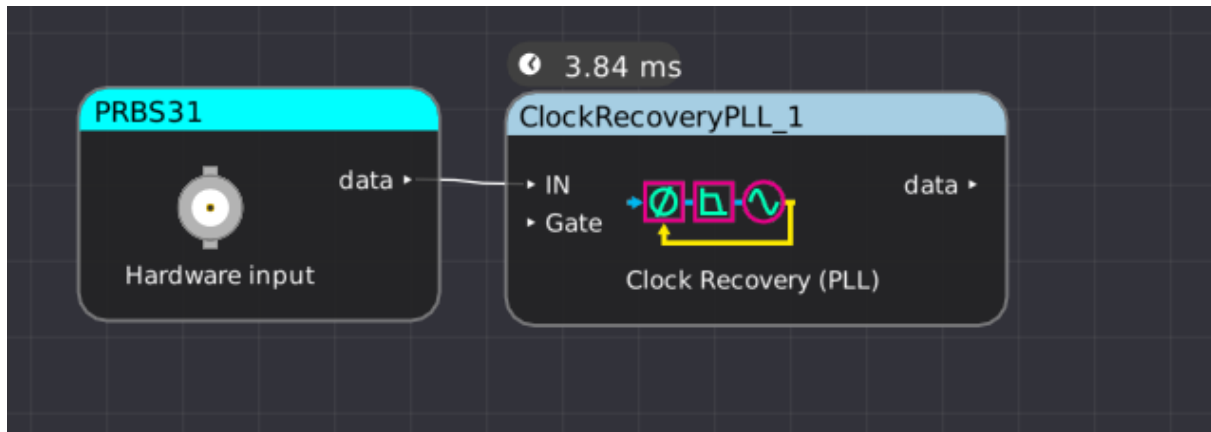 3.84 ms
PRBS31
data
Hardware input
ClockRecoveryPLL_1
IN
Gate
data
Clock Recovery (PLL)